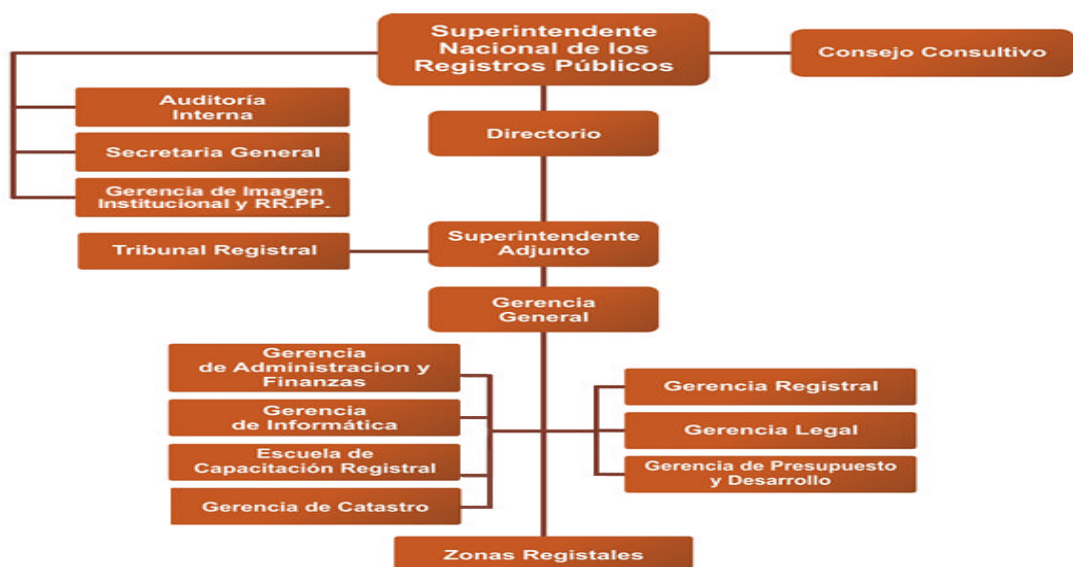 Superintendente
Nacional de los
Registros Públicos
Consejo Consultivo
Auditoría
Interna
Secretaria General
Gerencia de Imagen
Institucional y RR.PP.
Directorio
Tribunal Registral
Superintendente
Adjunto
Gerencia
General
Gerencia
de Administracion y
Finanzas
Gerencia
de Informática
Escuela de
Capacitación Registral
Gerencia de Catastro
Gerencia Registral
Gerencia Legal
Gerencia de Presupuesto
y Desarrollo
Zonas Registales